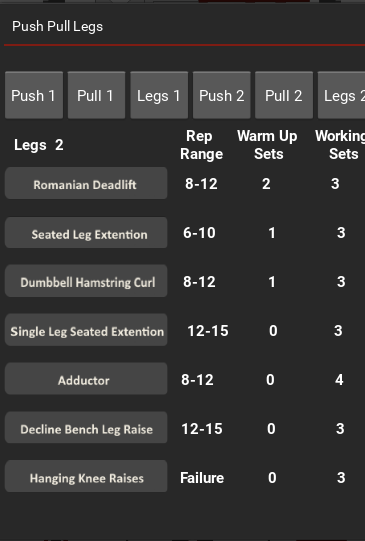 Push Pull Legs
Push 1 Pull 1 Legs 1 Push 2 Pull 2 Legs 2
Legs 2 Rep Range Warm Up Sets Working Sets
Romanian Deadlift 8-12 2 3
Seated Leg Extention 6-10 1 3
Dumbbell Hamstring Curl 8-12 1 3
Single Leg Seated Extention 12-15 0 3
Adductor 8-12 0 4
Decline Bench Leg Raise 12-15 0 3
Hanging Knee Raises Failure 0 3